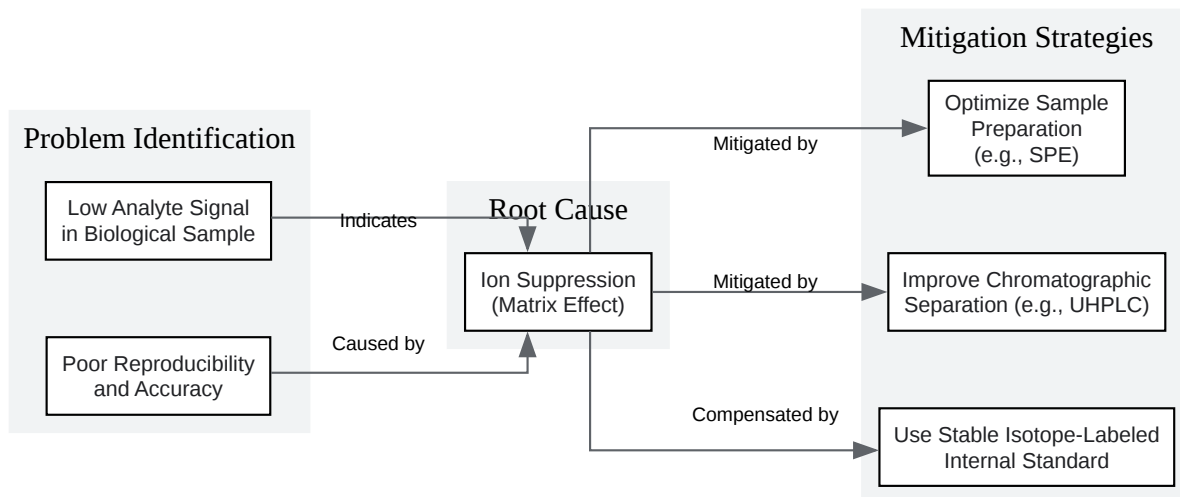 Problem Identification
Low Analyte Signal
in Biological Sample
Poor Reproducibility
and Accuracy
Indicates
Caused by
Root Cause
Ion Suppression
(Matrix Effect)
Mitigated by
Mitigated by
Compensated by
Mitigation Strategies
Optimize Sample
Preparation
(e.g., SPE)
Improve Chromatographic
Separation (e.g., UHPLC)
Use Stable Isotope-Labeled
Internal Standard